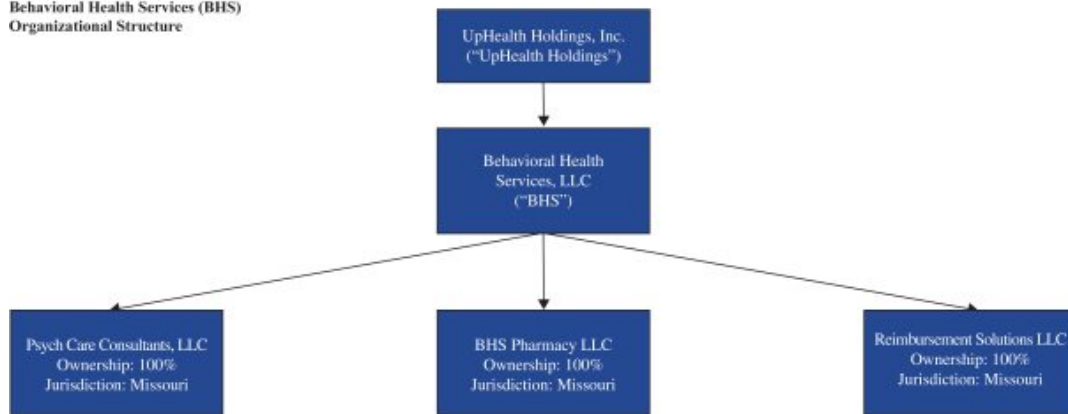 Behavioral Health Services (BHS)
Organizational Structure
UpHealth Holdings, Inc.
(“UpHealth Holdings”)
Behavioral Health
Services, LLC
(“BHS”)
Psych Care Consultants, LLC
Ownership: 100%
Jurisdiction: Missouri
BHS Pharmacy LLC
Ownership: 100%
Jurisdiction: Missouri
Reimbursement Solutions LLC
Ownership: 100%
Jurisdiction: Missouri